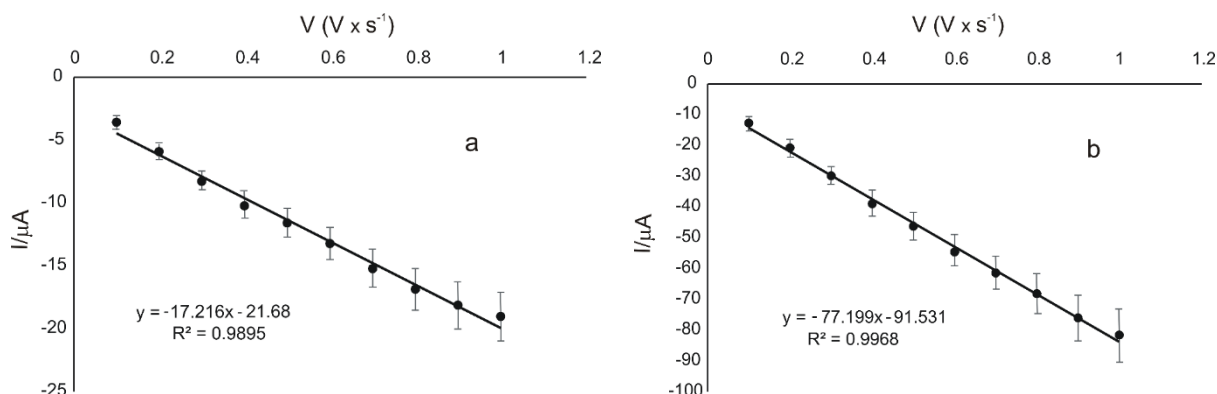 V (V x s⁻¹)
0 0.2 0.4 0.6 0.8 1 1.2
0
-5
-10
-15
-20
-25
I/µA
a
y = -17.216x - 21.68
R² = 0.9895
V (V x s⁻¹)
0 0.2 0.4 0.6 0.8 1 1.2
0
-10
-20
-30
-40
-50
-60
-70
-80
-90
-100
I/µA
b
y = - 77.199x - 91.531
R² = 0.9968